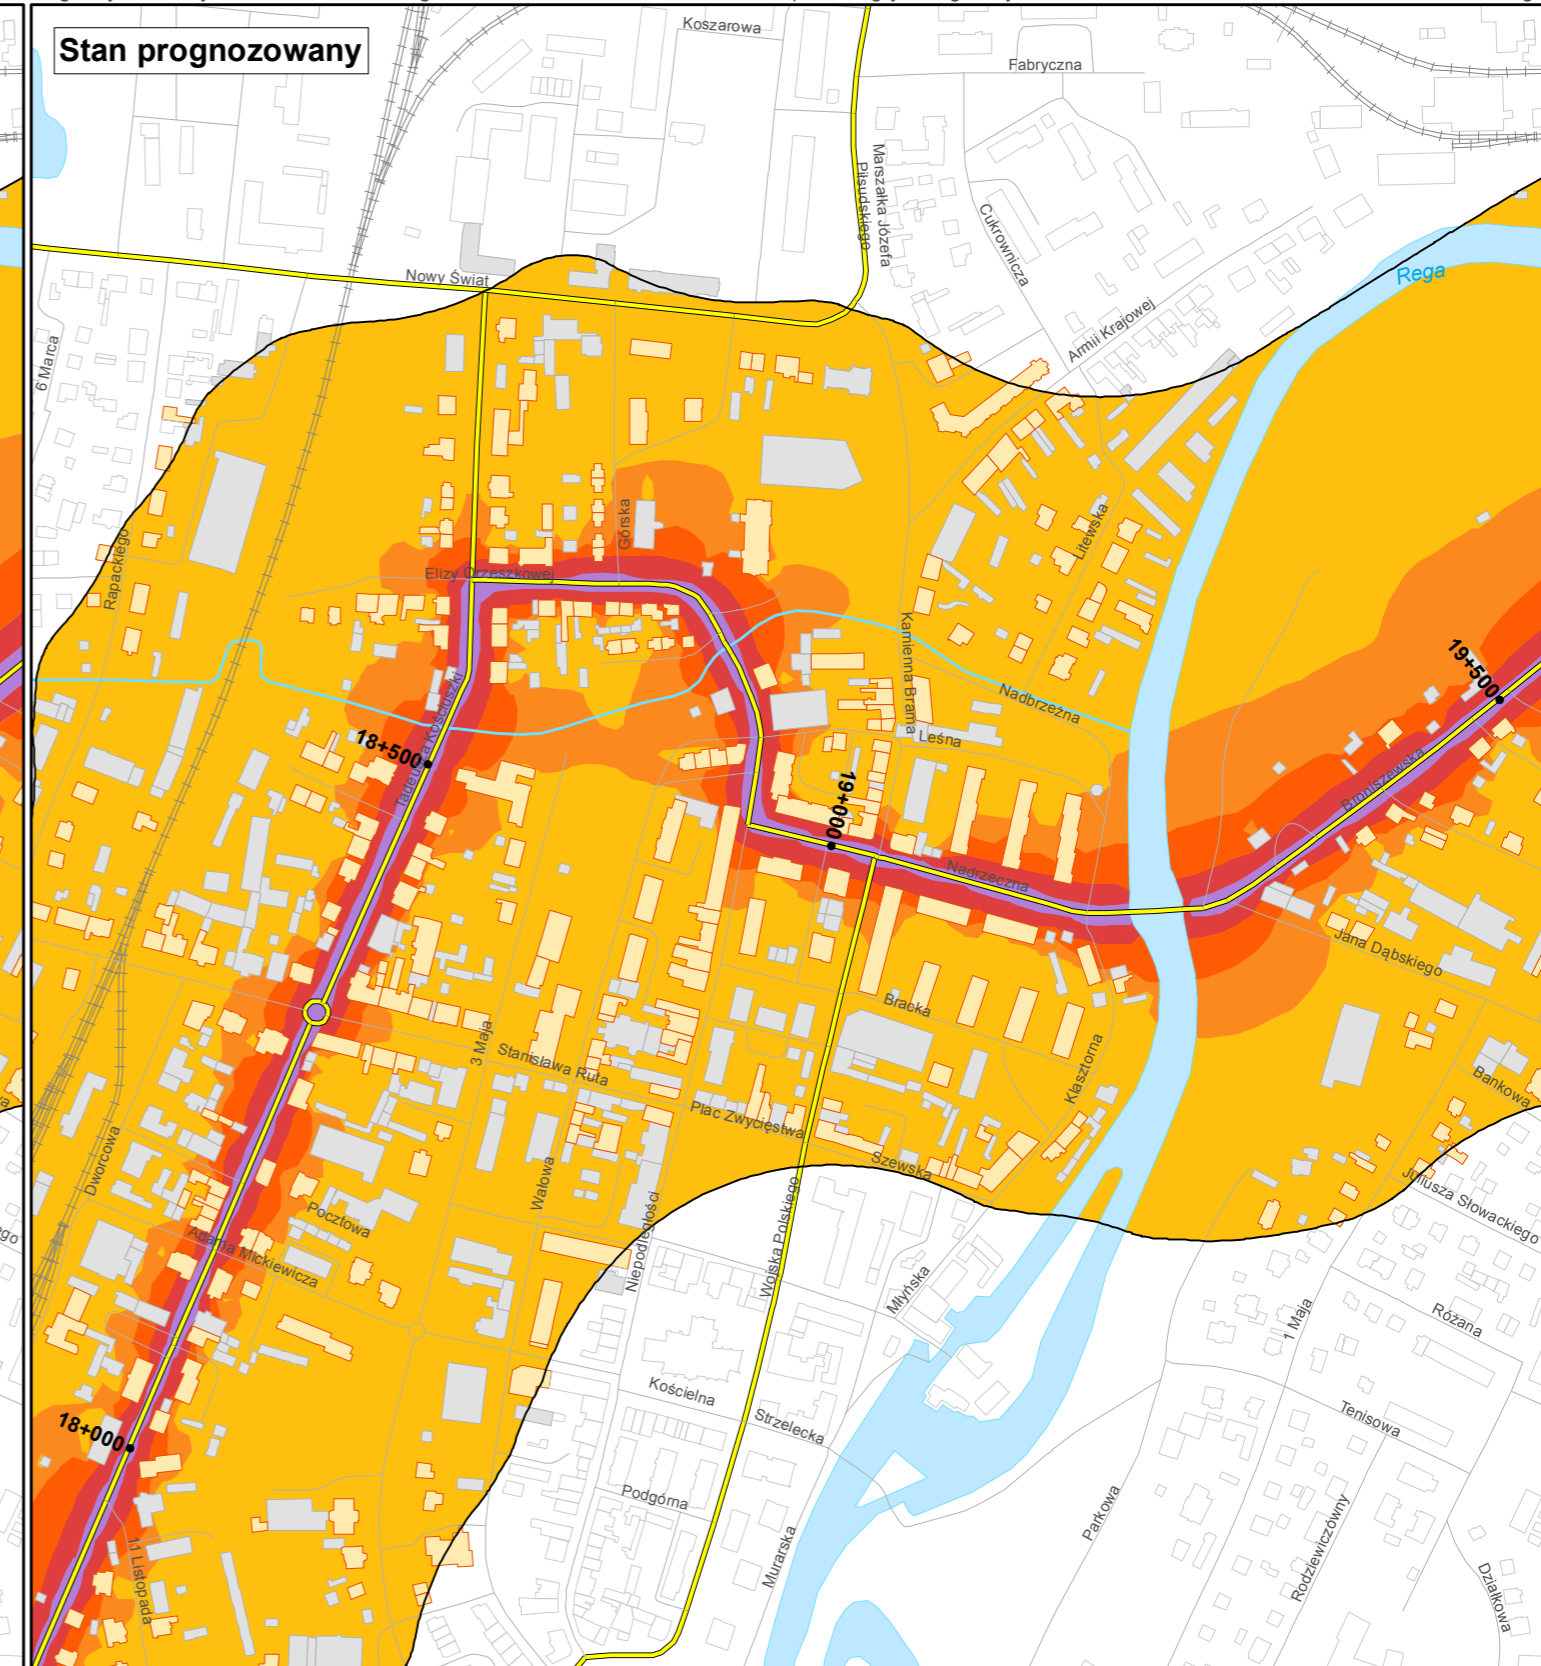 Stan prognozowany
Koszarowa
Fabryczna
Marszałka Józefa
Piłsudskiego
Cukrownicza
Rega
Nowy Świat
Armii Krajowej
6 Marca
Górska
Litewska
Rapackiego
Elizy Orzeszkowej
Kamienna Brama
Nadbrzeżna
19+500
Leśna
18+500
Tadeusza Kościuszki
19+000
Broniszewska
Nadrzeczna
Jana Dąbskiego
Bracka
3 Maja
Stanisława Ruta
Klasztorna
Bankowa
Plac Zwycięstwa
Dworcowa
Szewska
Wałowa
Juliusza Słowackiego
Pocztowa
Niepodległości
Wojska Polskiego
Adama Mickiewicza
Młyńska
1 Maja
Różana
Kościelna
Strzelecka
Tenisowa
18+000
Podgórna
Parkowa
Rodziewiczówny
Murarska
11 Listopada
Działkowa